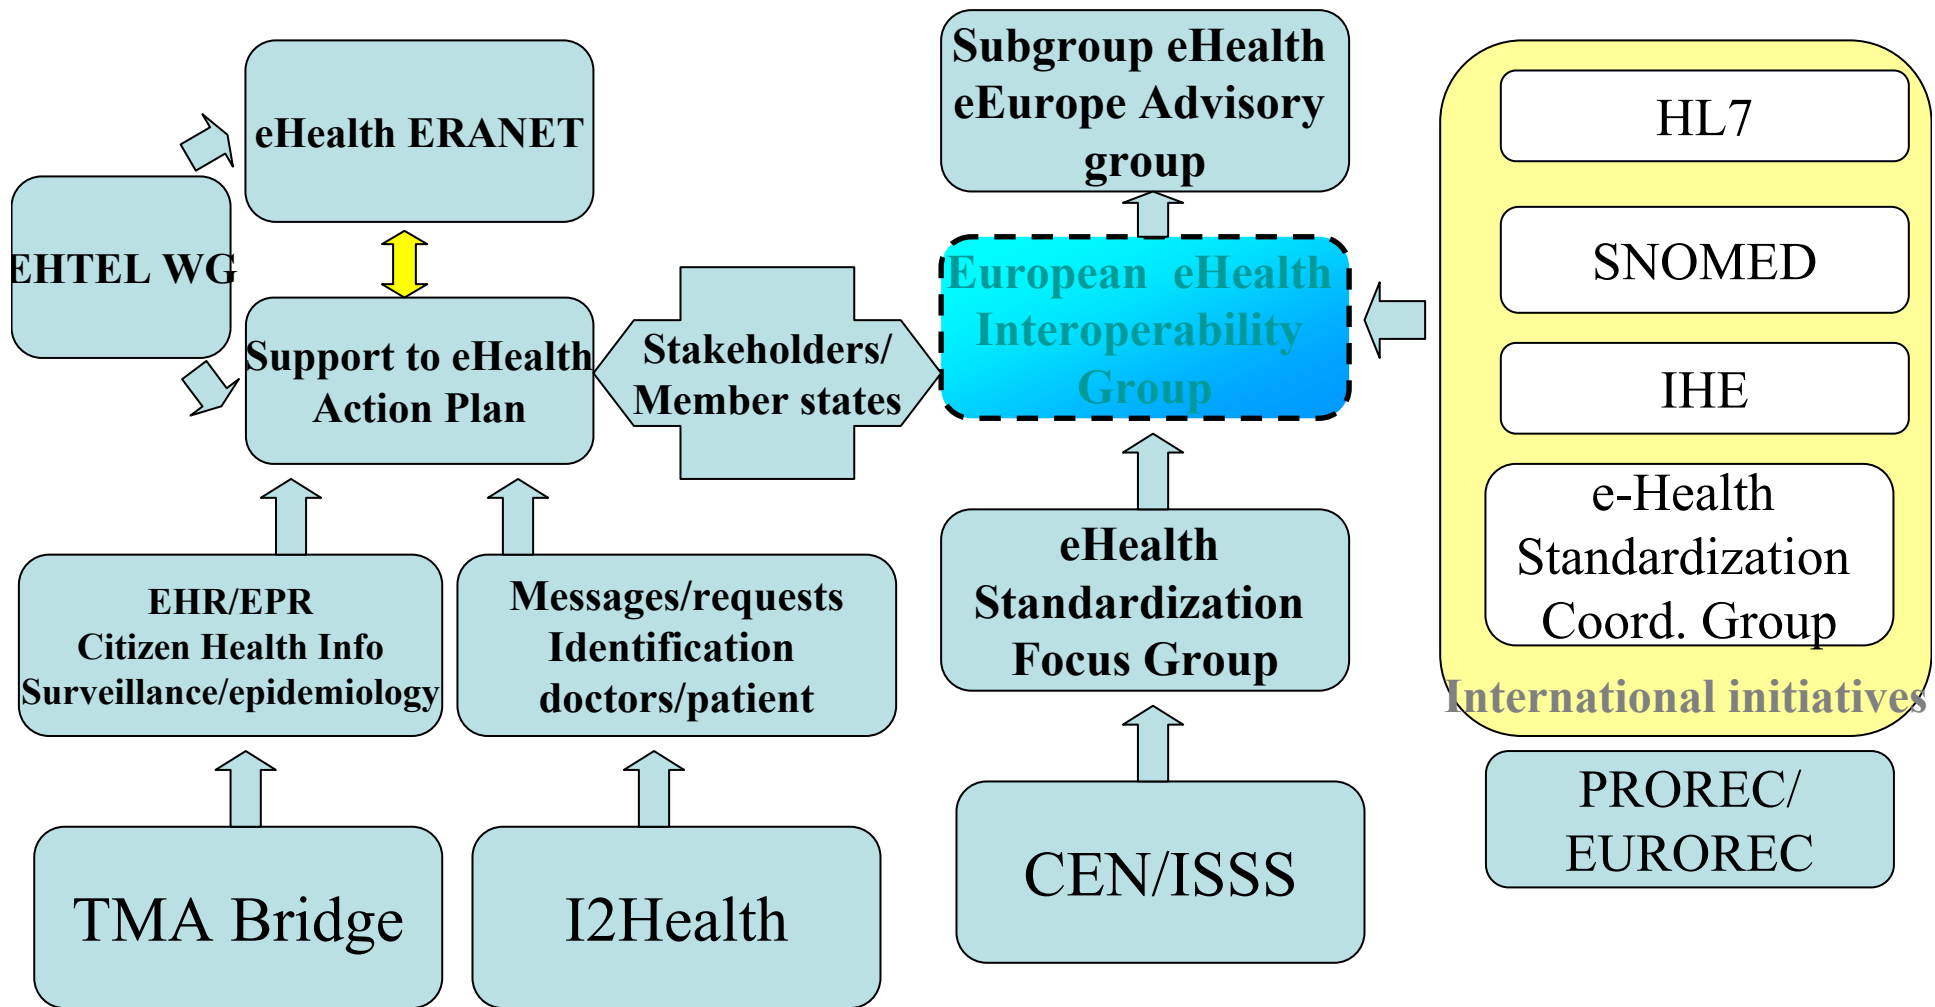 Subgroup eHealth
eEurope Advisory
group
eHealth ERANET
HL7
EHTEL WG
SNOMED
European eHealth
Interoperability
Group
Support to eHealth
Action Plan
Stakeholders/
Member states
IHE
e-Health
Standardization
Coord. Group
International initiatives
EHR/EPR
Citizen Health Info
Surveillance/epidemiology
Messages/requests
Identification
doctors/patient
eHealth
Standardization
Focus Group
PROREC/
EUROREC
TMA Bridge
I2Health
CEN/ISSS